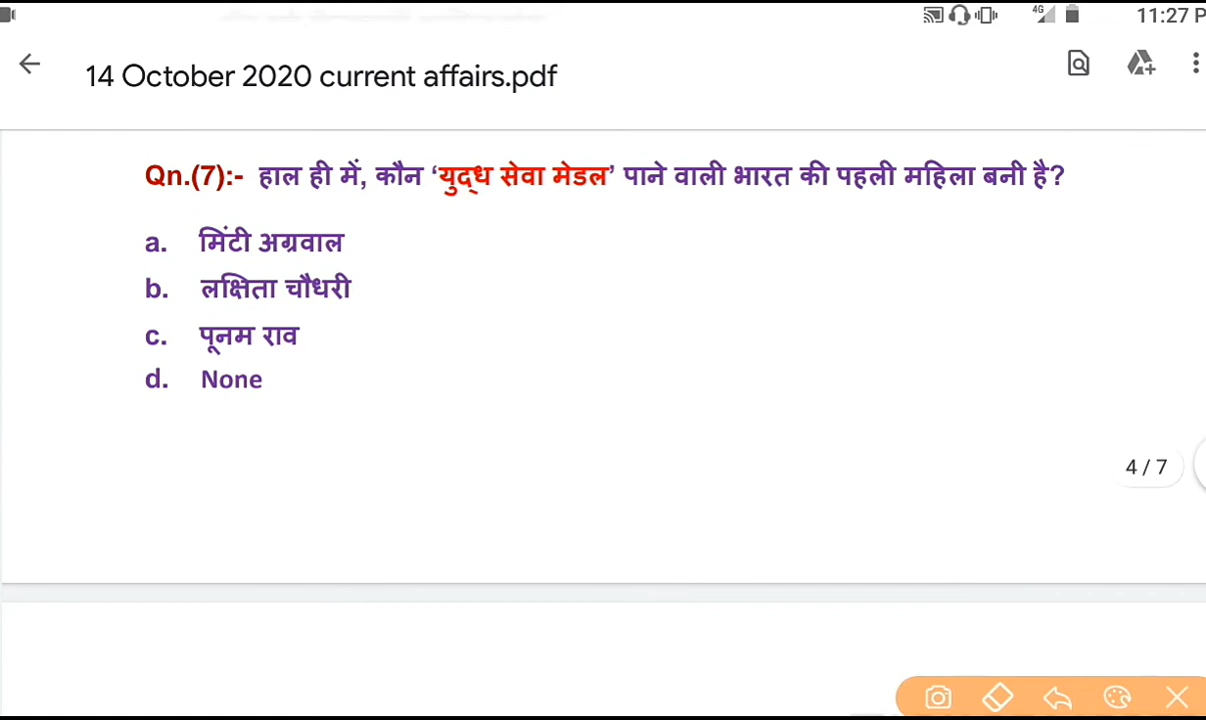 4G
11:27 P
14 October 2020 current affairs.pdf
Qn.(7):- हाल ही में, कौन ‘युद्ध सेवा मेडल’ पाने वाली भारत की पहली महिला बनी है?
a. मिंटी अग्रवाल
b. लक्षिता चौधरी
c. पूनम राव
d. None
4 / 7